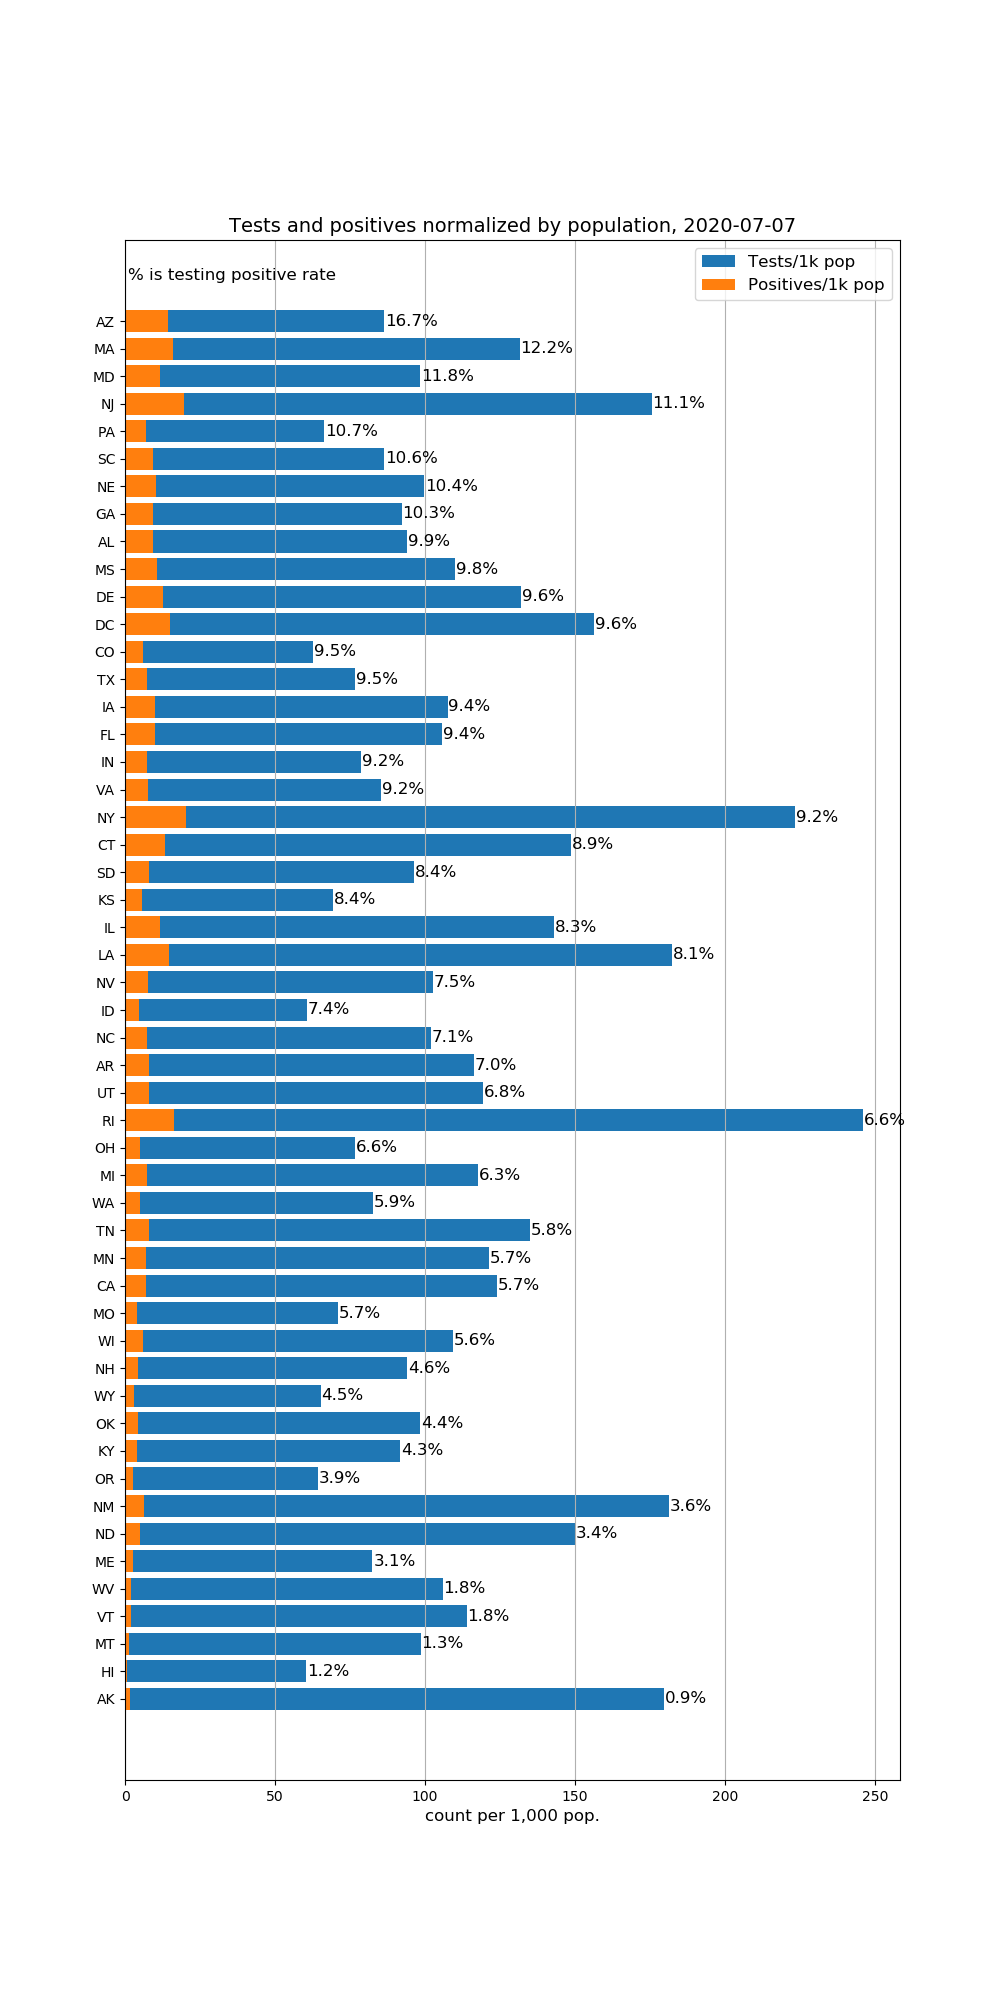 Tests and positives normalized by population, 2020-07-07
% is testing positive rate
Tests/1k pop
Positives/1k pop
AZ 16.7%
MA 12.2%
MD 11.8%
NJ 11.1%
PA 10.7%
SC 10.6%
NE 10.4%
GA 10.3%
AL 9.9%
MS 9.8%
DE 9.6%
DC 9.6%
CO 9.5%
TX 9.5%
IA 9.4%
FL 9.4%
IN 9.2%
VA 9.2%
NY 9.2%
CT 8.9%
SD 8.4%
KS 8.4%
IL 8.3%
LA 8.1%
NV 7.5%
ID 7.4%
NC 7.1%
AR 7.0%
UT 6.8%
RI 6.6%
OH 6.6%
MI 6.3%
WA 5.9%
TN 5.8%
MN 5.7%
CA 5.7%
MO 5.7%
WI 5.6%
NH 4.6%
WY 4.5%
OK 4.4%
KY 4.3%
OR 3.9%
NM 3.6%
ND 3.4%
ME 3.1%
WV 1.8%
VT 1.8%
MT 1.3%
HI 1.2%
AK 0.9%
0 50 100 150 200 250
count per 1,000 pop.